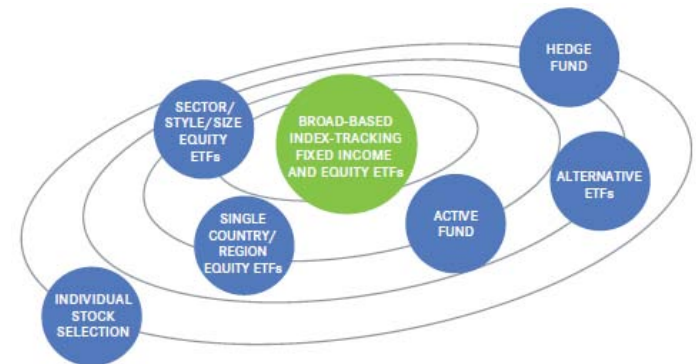 HEDGE
FUND
SECTOR/
STYLE/SIZE
EQUITY
ETFs
BROAD-BASED
INDEX-TRACKING
FIXED INCOME
AND EQUITY ETFs
ALTERNATIVE
ETFs
SINGLE
COUNTRY/
REGION
EQUITY ETFs
ACTIVE
FUND
INDIVIDUAL
STOCK
SELECTION